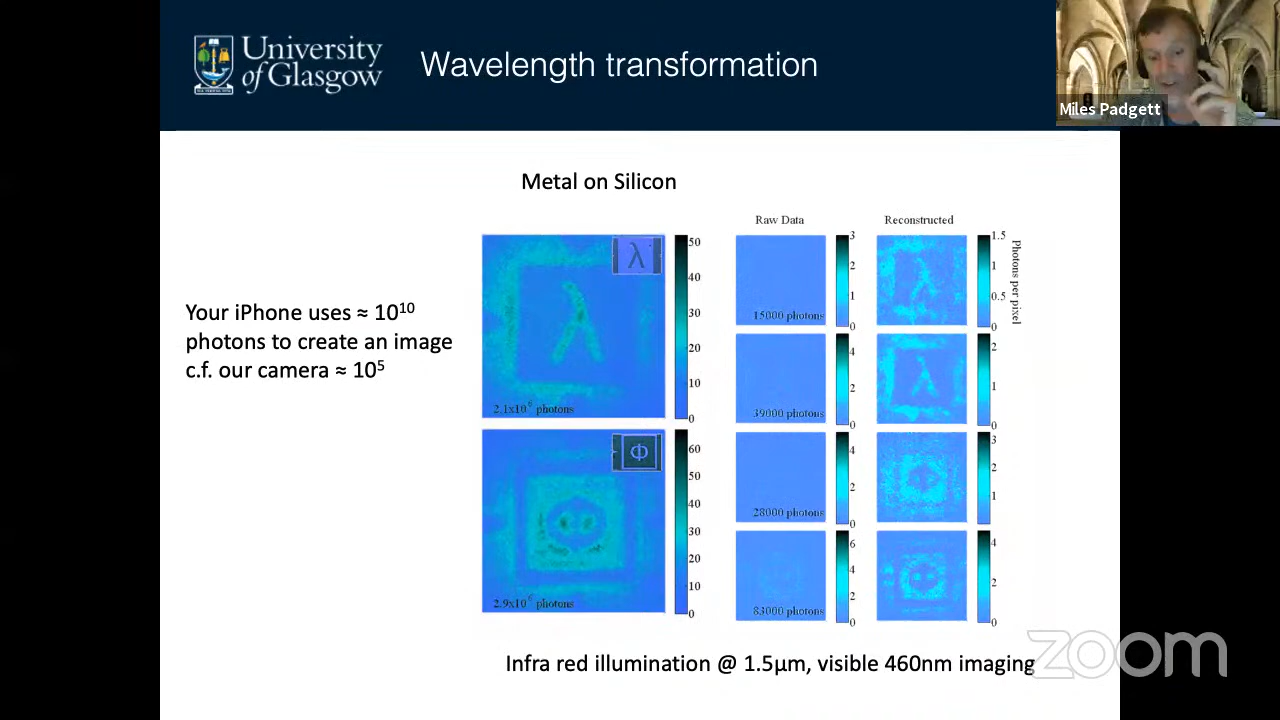 University
of Glasgow
Wavelength transformation
Miles Padgett
Metal on Silicon
Your iPhone uses ≈ 10¹⁰
photons to create an image
c.f. our camera ≈ 10⁵
λ
50
40
30
20
10
0
2.1x10⁶ photons
Φ
60
50
40
30
20
10
0
2.9x10⁶ photons
Raw Data
Reconstructed
15000 photons
3
2
1
0
1.5
1
0.5
0
Photons per pixel
39000 photons
4
2
0
2
1
0
28000 photons
4
2
0
3
2
1
83000 photons
6
4
2
0
4
2
0
Infra red illumination @ 1.5µm, visible 460nm imaging
zoom